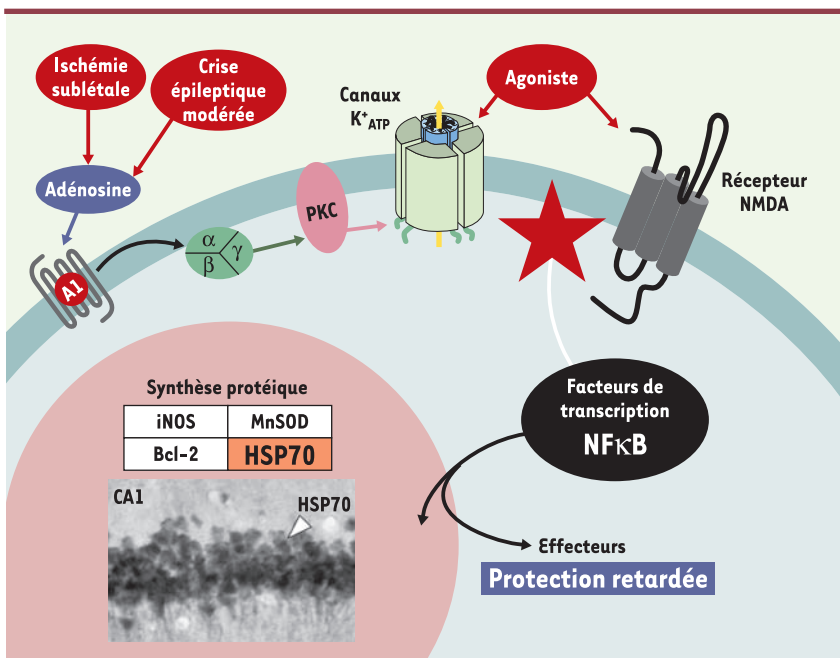 Ischémie
sublétale
Crise
épileptique
modérée
Canaux
K⁺ATP
Agoniste
Adénosine
Récepteur
NMDA
PKC
α
β
γ
A1
Synthèse protéique
iNOS MnSOD
Bcl-2 HSP70
CA1
HSP70
Facteurs de
transcription
NFκB
Effecteurs
Protection retardée